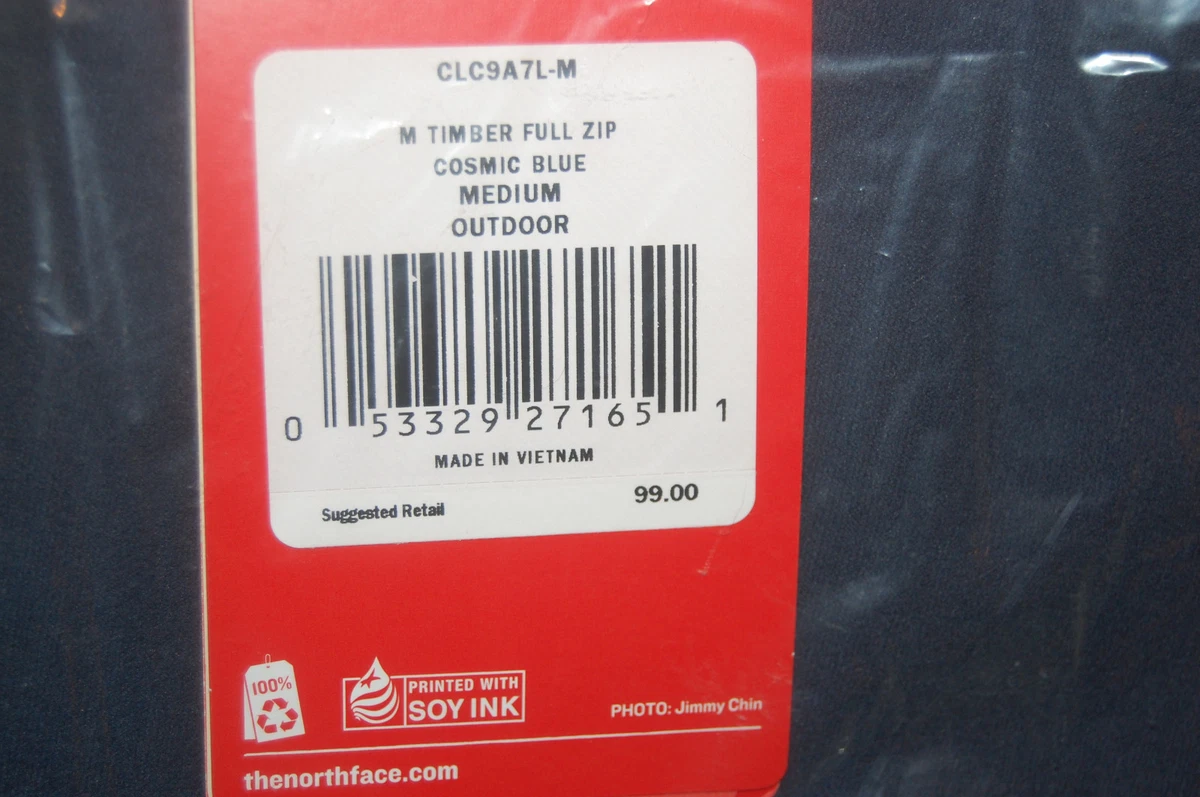 CLC9A7L-M
M TIMBER FULL ZIP
COSMIC BLUE
MEDIUM
OUTDOOR
0 53329 27165 1
MADE IN VIETNAM
Suggested Retail 99.00
100%
PRINTED WITH
SOY INK
PHOTO: Jimmy Chin
thenorthface.com